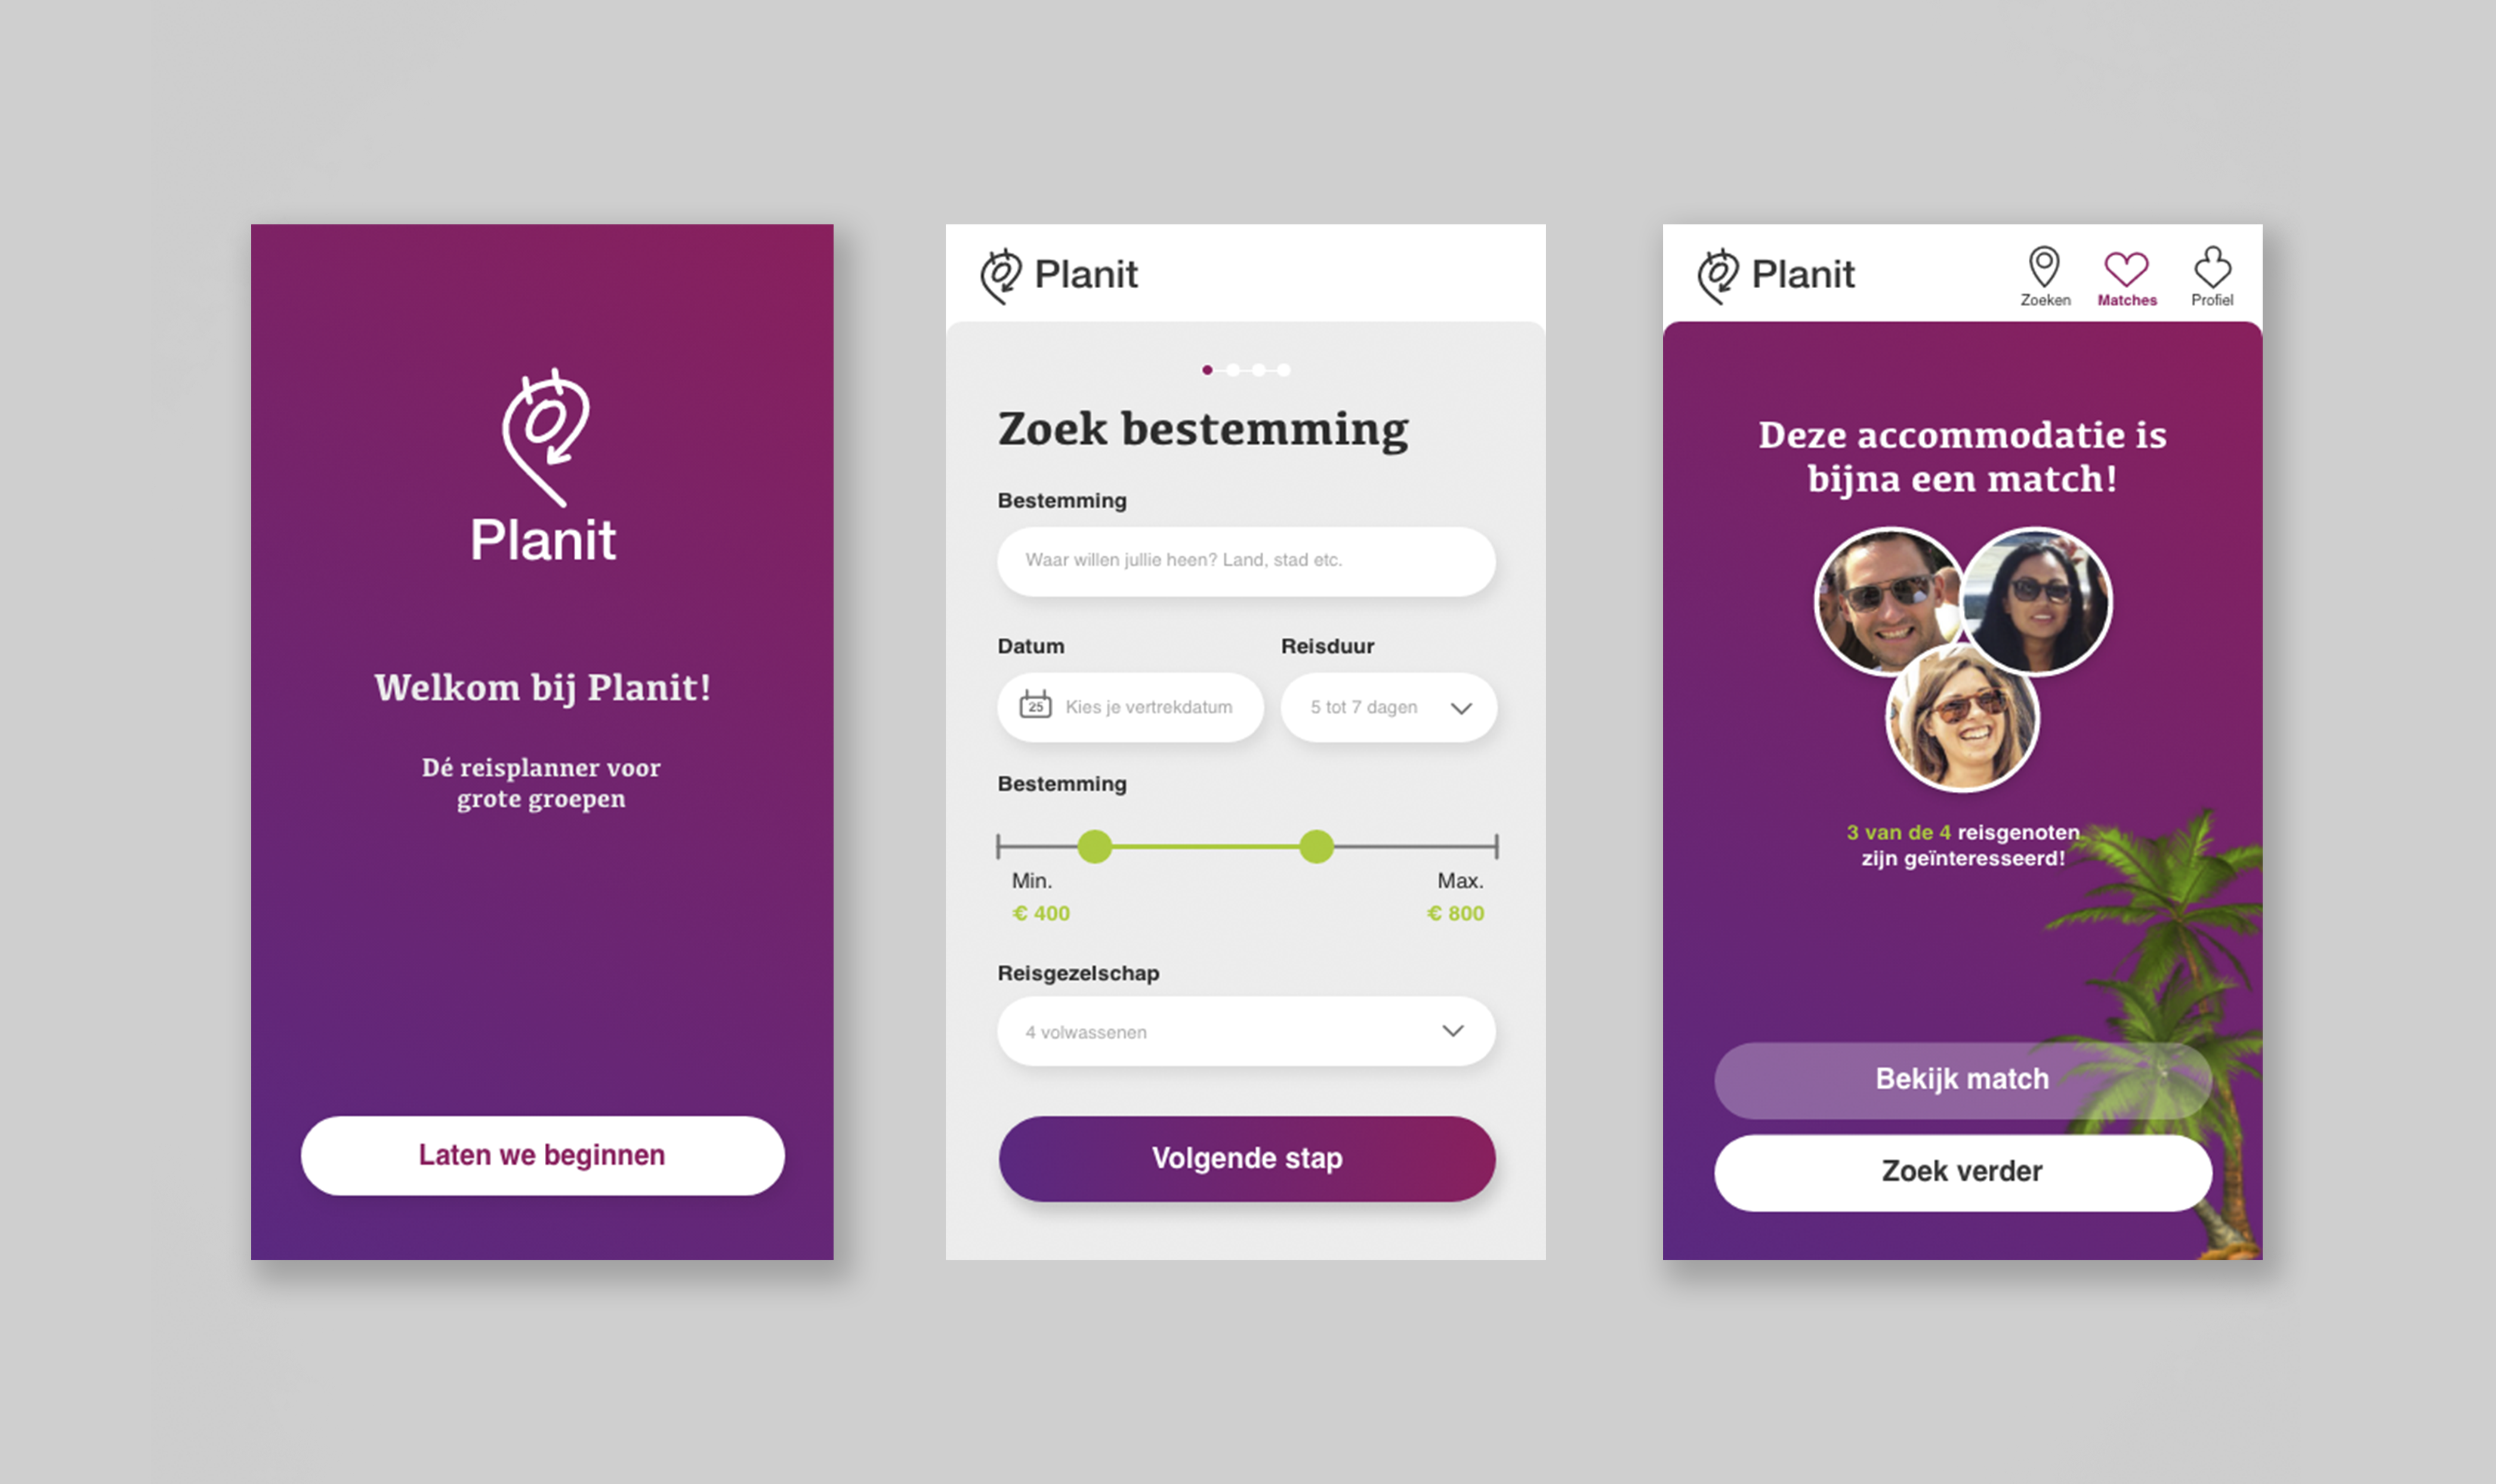 Planit
Welkom bij Planit!
Dé reisplanner voor
grote groepen
Laten we beginnen
Planit
Zoek bestemming
Bestemming
Waar willen jullie heen? Land, stad etc.
Datum
Reisduur
25
Kies je vertrekdatum
5 tot 7 dagen
Bestemming
Min.
Max.
€ 400
€ 800
Reisgezelschap
4 volwassenen
Volgende stap
Planit
Zoeken
Matches
Profiel
Deze accommodatie is
bijna een match!
3 van de 4 reisgenoten
zijn geïnteresseerd!
Bekijk match
Zoek verder